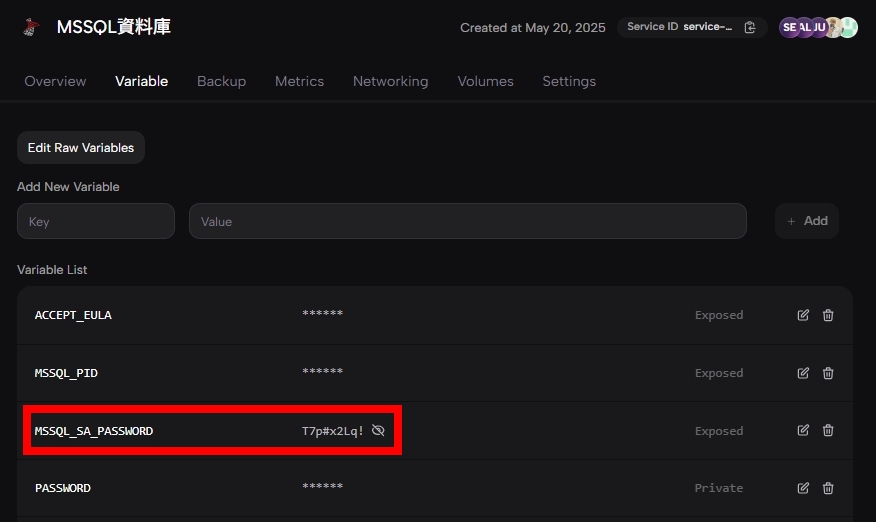 MSSQL資料庫
Created at May 20, 2025 Service ID service-... SE AL JU
Overview Variable Backup Metrics Networking Volumes Settings
Edit Raw Variables
Add New Variable
Key Value + Add
Variable List
ACCEPT_EULA ****** Exposed
MSSQL_PID ****** Exposed
MSSQL_SA_PASSWORD T7p#x2Lq! Exposed
PASSWORD ****** Private